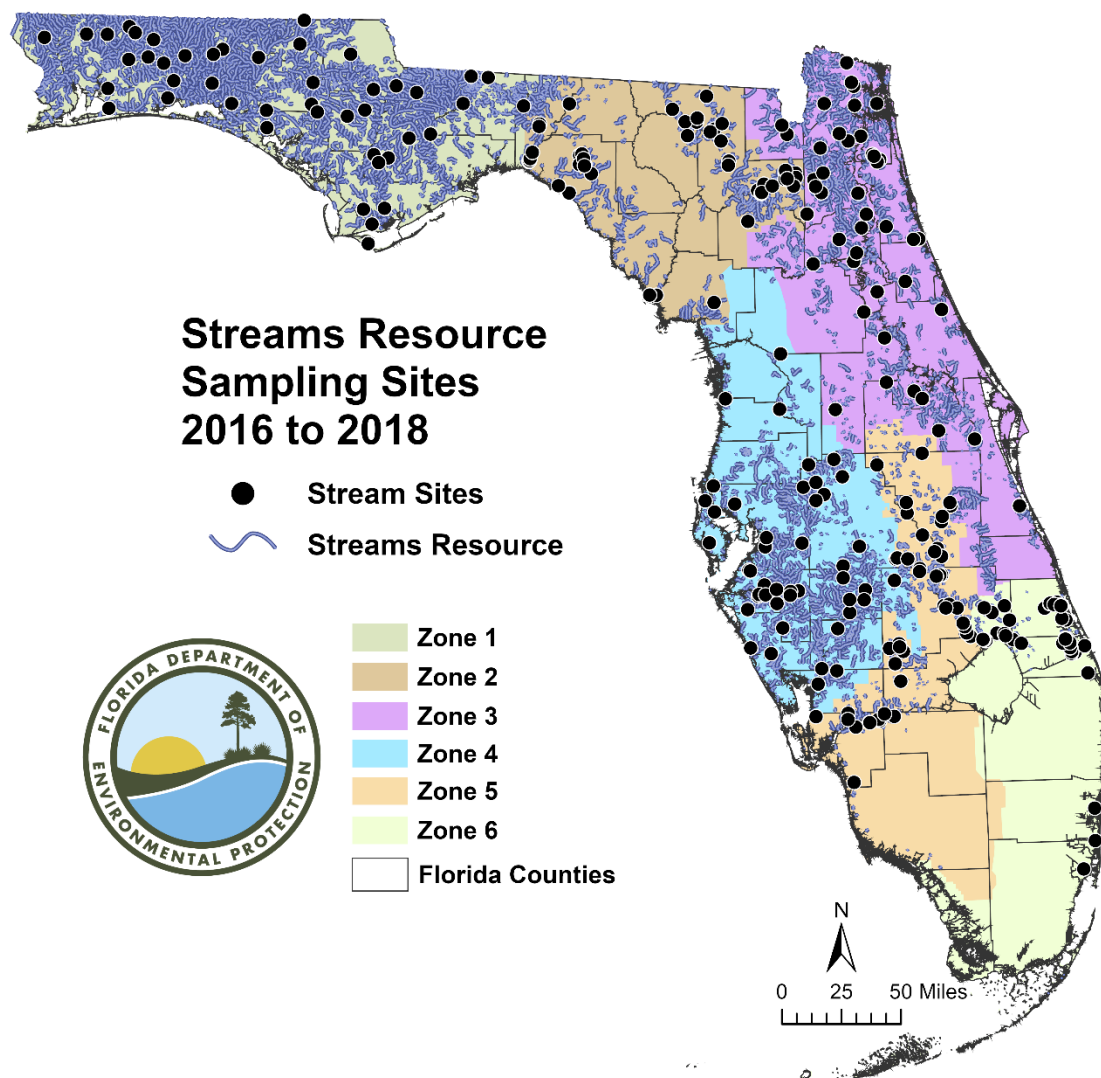 Streams Resource
Sampling Sites
2016 to 2018
Stream Sites
Streams Resource
FLORIDA DEPARTMENT OF
ENVIRONMENTAL PROTECTION
Zone 1
Zone 2
Zone 3
Zone 4
Zone 5
Zone 6
Florida Counties
N
0 25 50 Miles